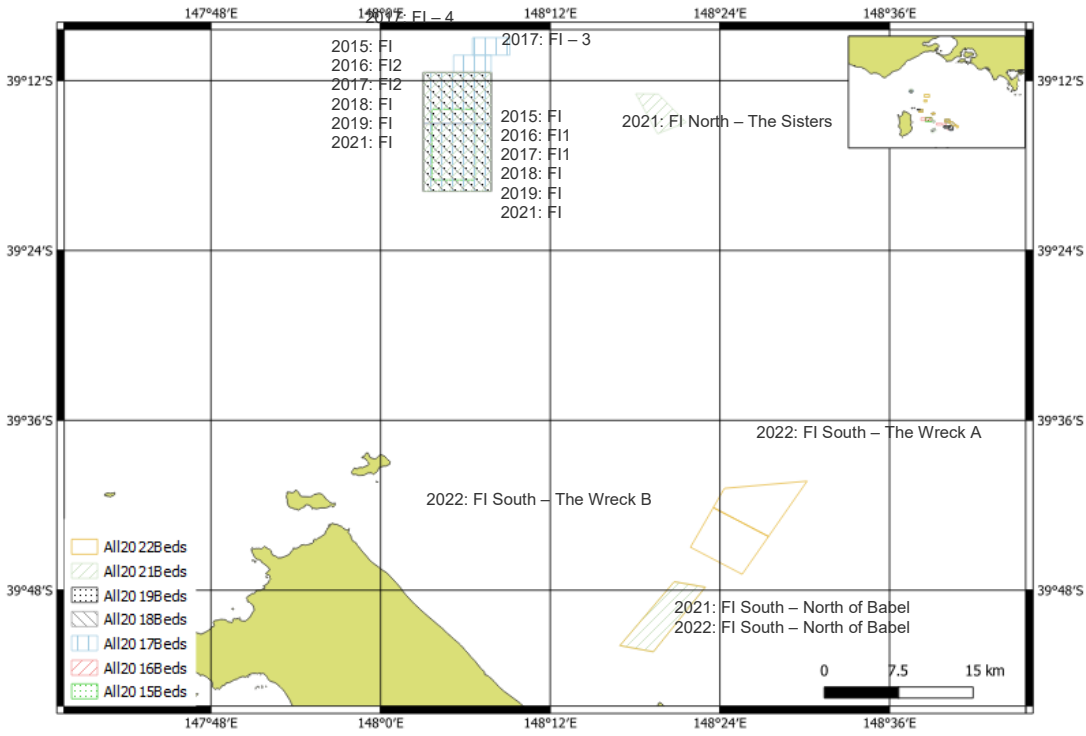 147°48'E 148°0'E 148°12'E 148°24'E 148°36'E
2017: FI – 4
2017: FI – 3
2015: FI
2016: FI2
2017: FI2
2018: FI
2019: FI
2021: FI
39°12'S 39°12'S
2015: FI
2016: FI1
2017: FI1
2018: FI
2019: FI
2021: FI
2021: FI North – The Sisters
39°24'S 39°24'S
39°36'S 39°36'S
2022: FI South – The Wreck A
2022: FI South – The Wreck B
39°48'S 39°48'S
2021: FI South – North of Babel
2022: FI South – North of Babel
All2022Beds
All2021Beds
All2019Beds
All2018Beds
All2017Beds
All2016Beds
All2015Beds
0 7.5 15 km
147°48'E 148°0'E 148°12'E 148°24'E 148°36'E